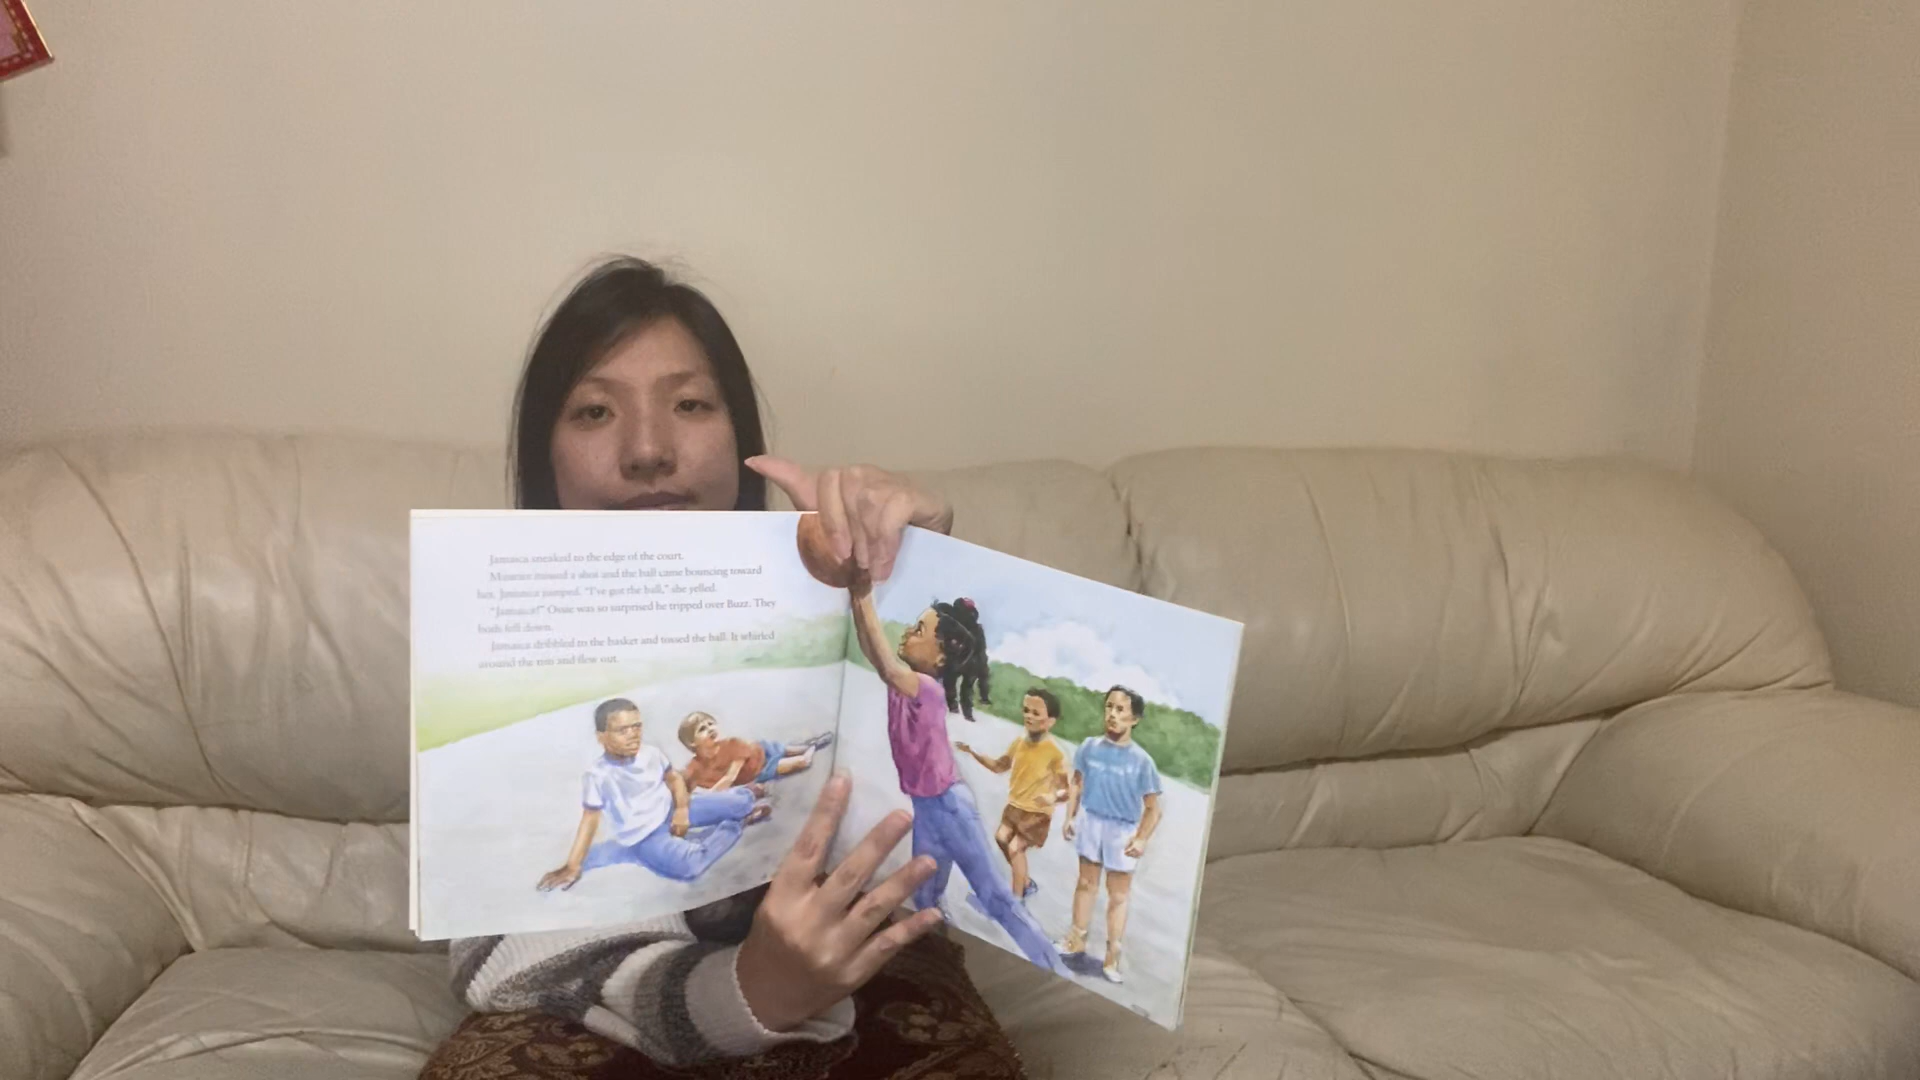 Jamaica sneaked to the edge of the court.
Maurice missed a shot and the ball came bouncing toward
her. Jamaica jumped. "I've got the ball," she yelled.
"Jamaica!" Ossie was so surprised he tripped over Buzz. They
both fell down.
Jamaica dribbled to the basket and tossed the ball. It whirled
around the rim and flew out.